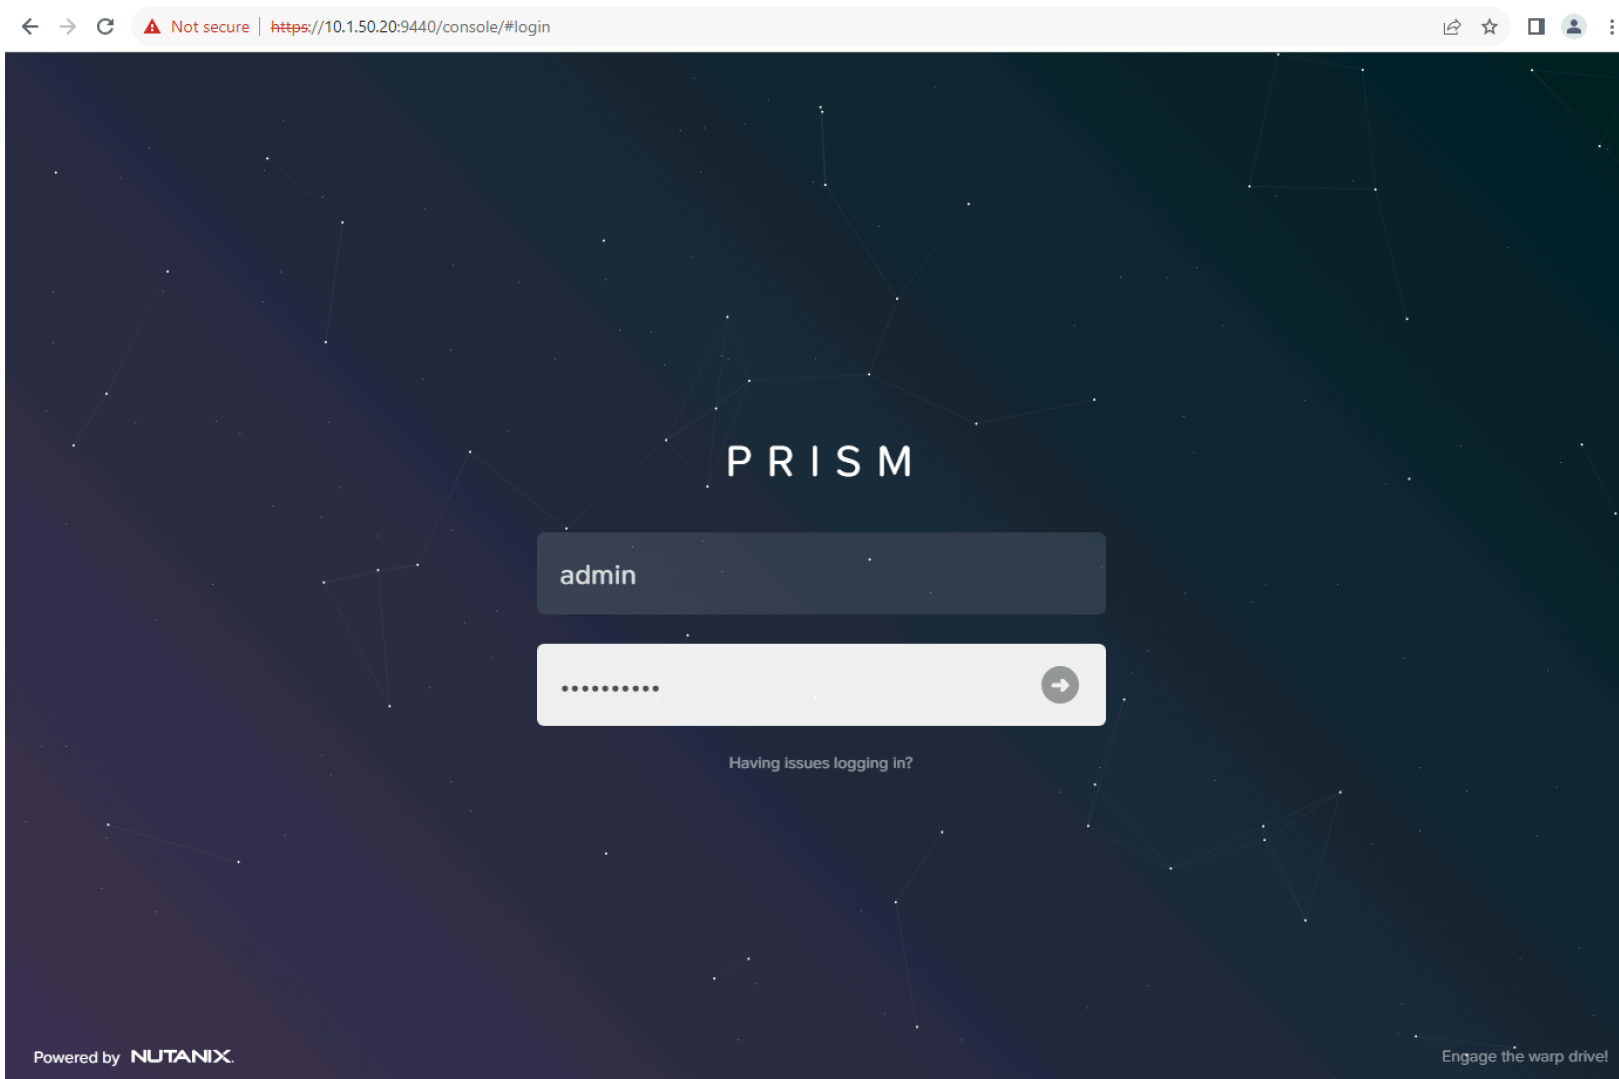 Not secure | https://10.1.50.20:9440/console/#login
PRISM
admin
••••••••••
Having issues logging in?
Powered by NUTANIX.
Engage the warp drive!